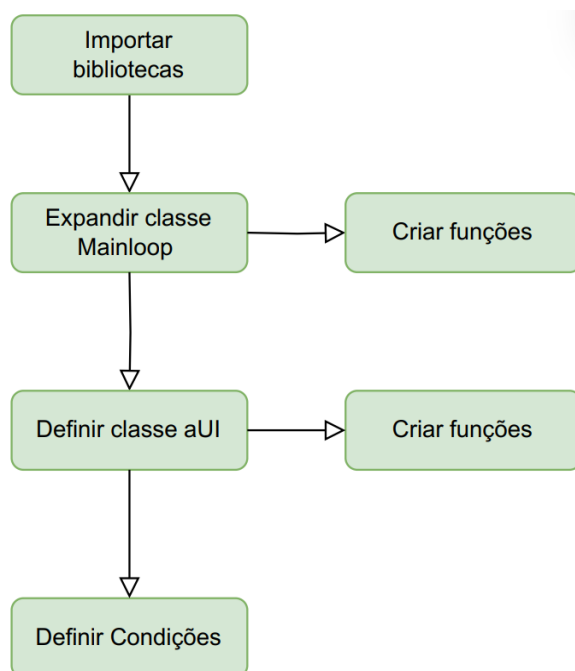 Importar
bibliotecas
Expandir classe
Mainloop
Criar funções
Definir classe aUI
Criar funções
Definir Condições